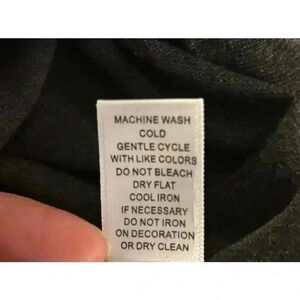 MACHINE WASH
COLD
GENTLE CYCLE
WITH LIKE COLORS
DO NOT BLEACH
DRY FLAT
COOL IRON
IF NECESSARY
DO NOT IRON
ON DECORATION
OR DRY CLEAN